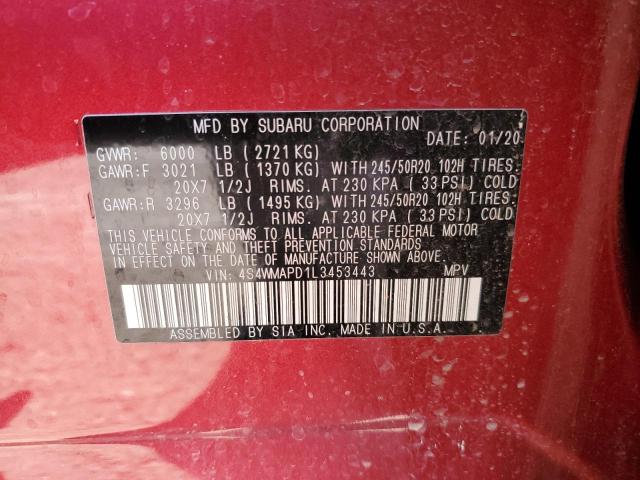 MFD BY SUBARU CORPORATION
DATE: 01/20
GVWR: 6000 LB ( 2721 KG)
GAWR:F 3021 LB ( 1370 KG) WITH 245/50R20 102H TIRES.
20X7 1/2J RIMS. AT 230 KPA ( 33 PSI) COLD
GAWR:R 3296 LB ( 1495 KG) WITH 245/50R20 102H TIRES.
20X7 1/2J RIMS. AT 230 KPA ( 33 PSI) COLD
THIS VEHICLE CONFORMS TO ALL APPLICABLE FEDERAL MOTOR
VEHICLE SAFETY AND THEFT PREVENTION STANDARDS
IN EFFECT ON THE DATE OF MANUFACTURE SHOWN ABOVE.
VIN: 4S4WMAPD1L3453443 MPV
ASSEMBLED BY SIA INC. MADE IN U.S.A.